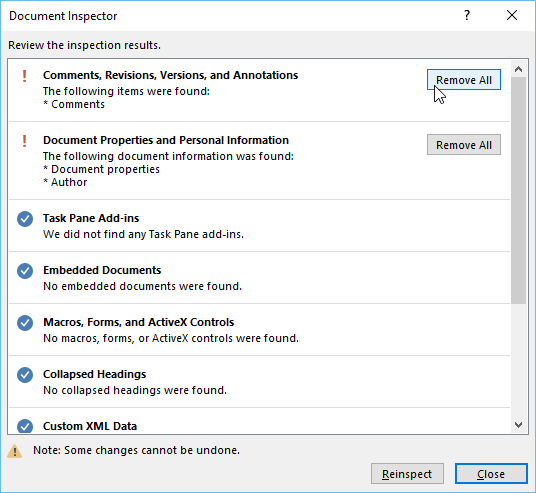 Document Inspector
Review the inspection results.
Comments, Revisions, Versions, and Annotations
Remove All
The following items were found:
* Comments
Document Properties and Personal Information
Remove All
The following document information was found:
* Document properties
* Author
Task Pane Add-ins
We did not find any Task Pane add-ins.
Embedded Documents
No embedded documents were found.
Macros, Forms, and ActiveX Controls
No macros, forms, or ActiveX controls were found.
Collapsed Headings
No collapsed headings were found.
Custom XML Data
Note: Some changes cannot be undone.
Reinspect
Close